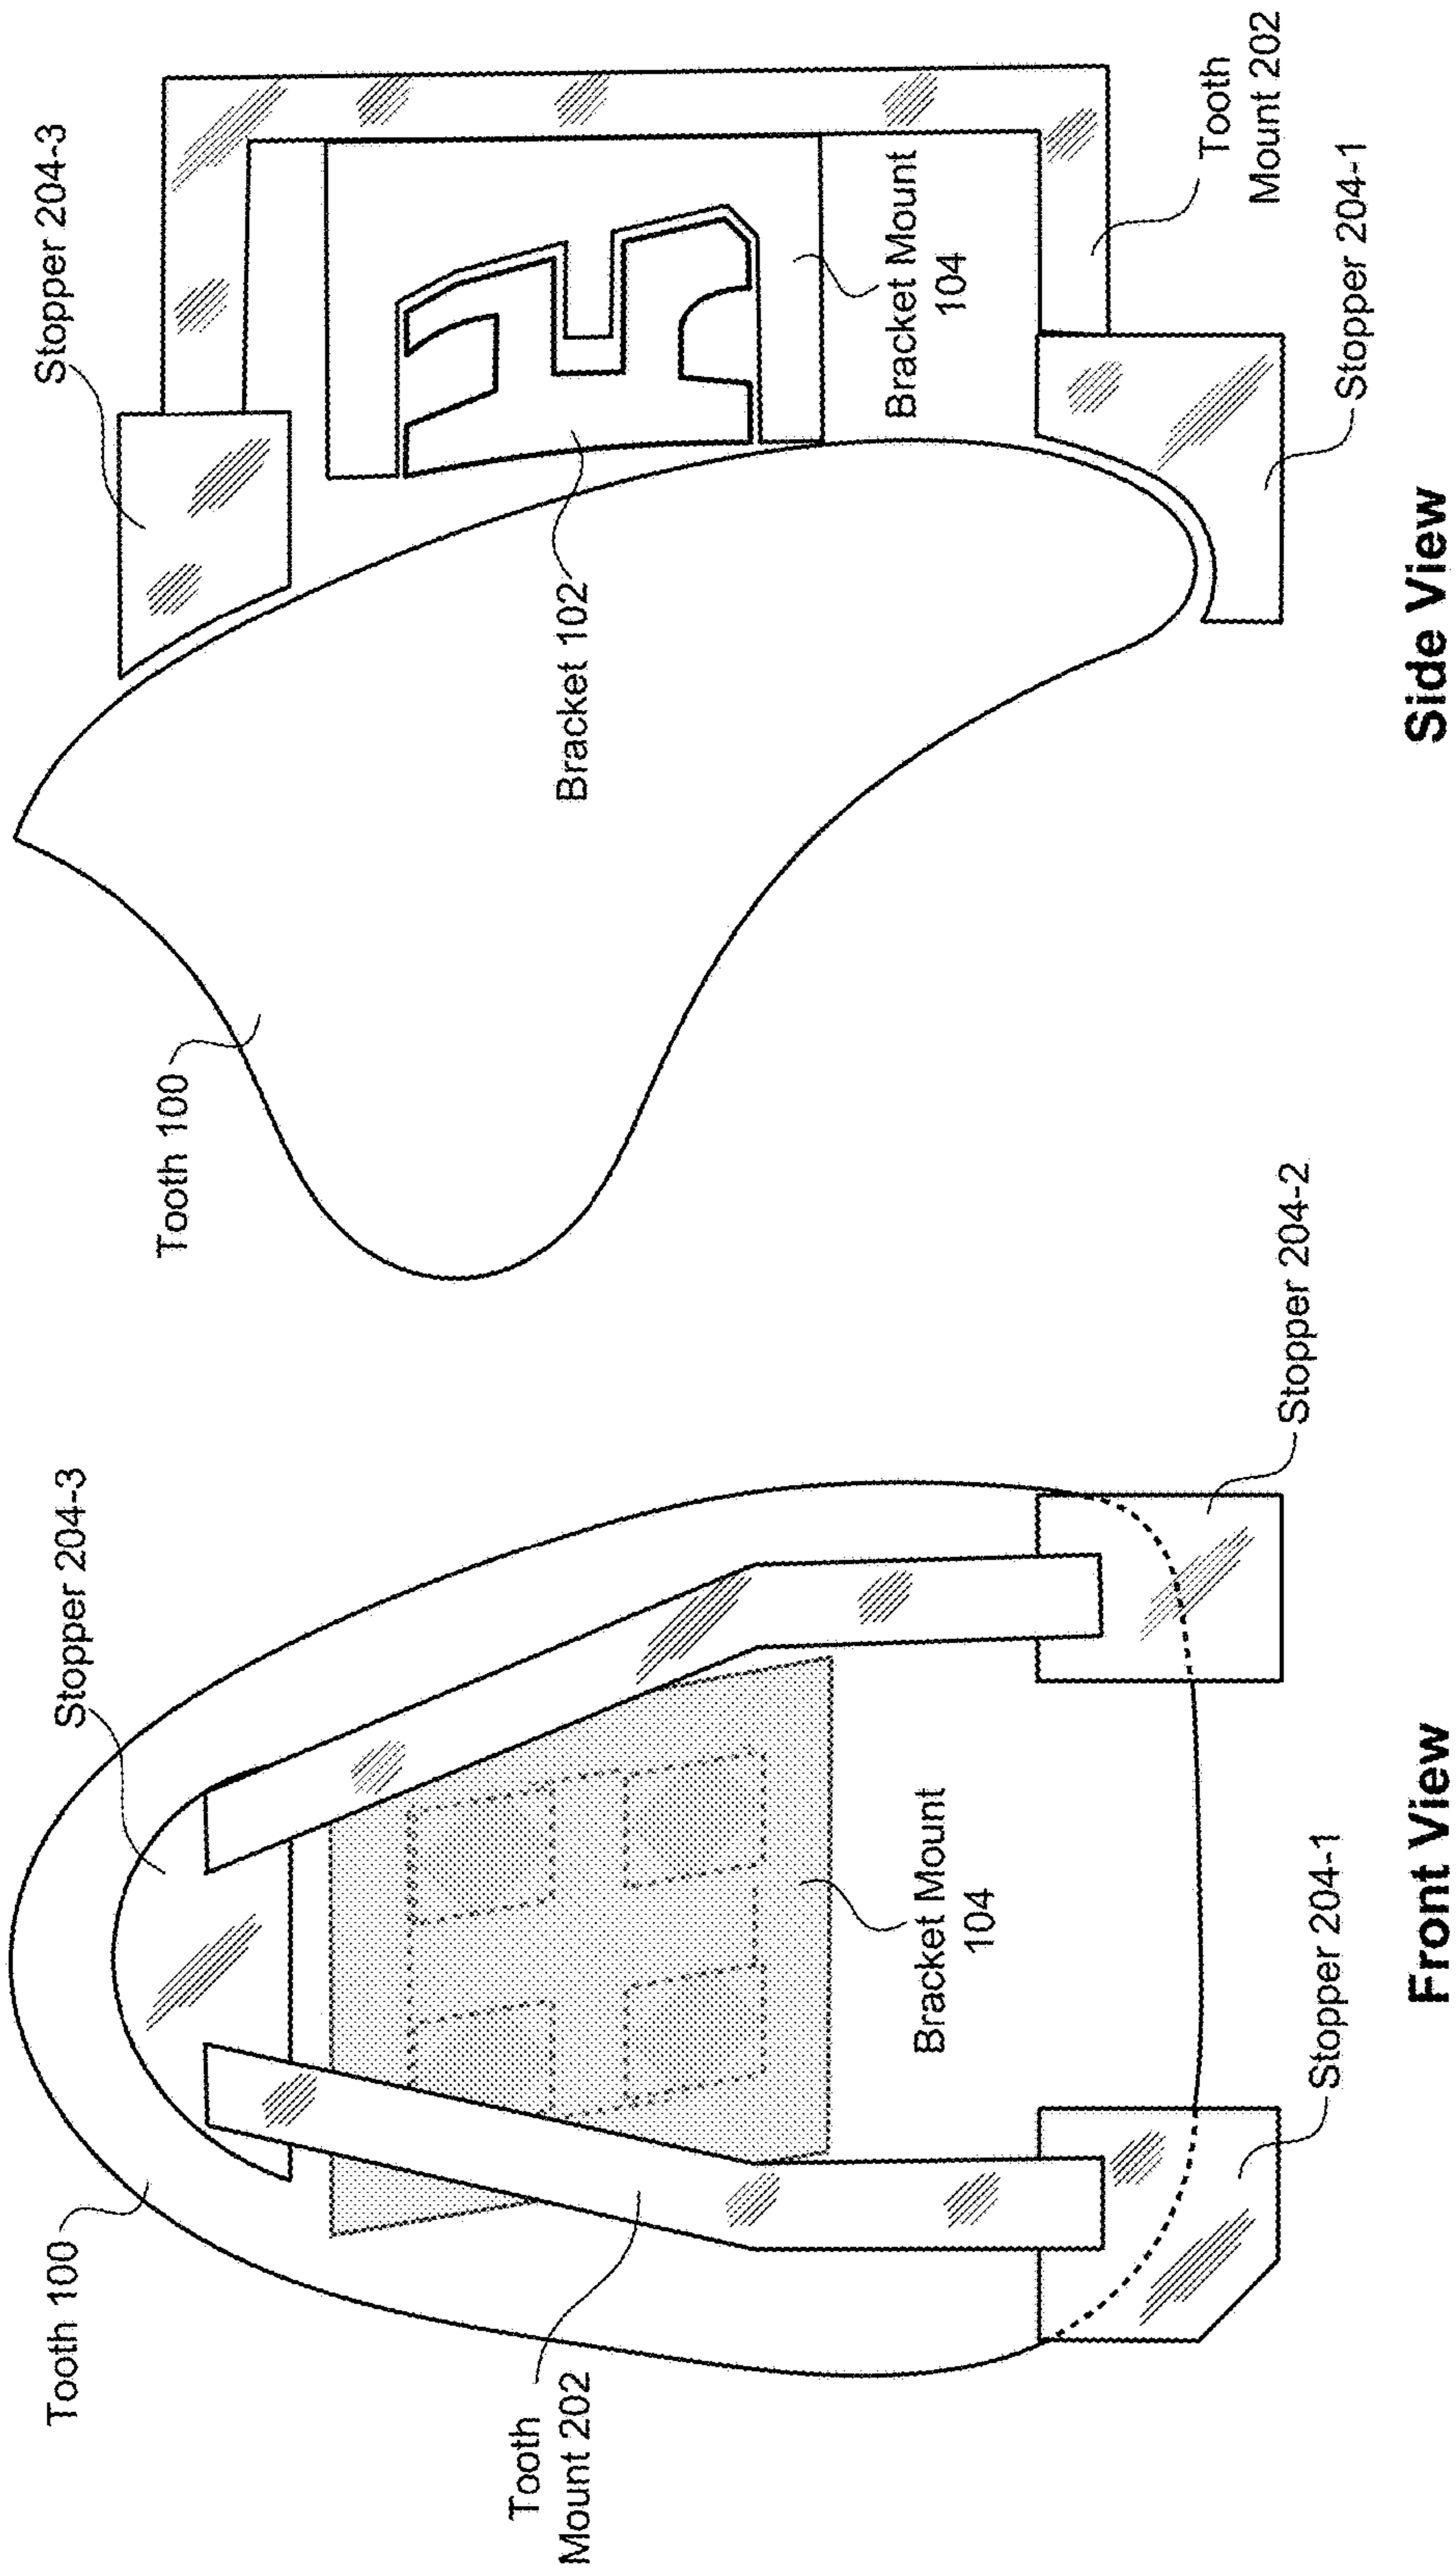 Tooth 100
Stopper 204-3
Tooth
Mount 202
Bracket Mount
104
Stopper 204-1
Stopper 204-2
Front View
Tooth 100
Stopper 204-3
Bracket 102
Bracket Mount
104
Tooth
Mount 202
Stopper 204-1
Side View